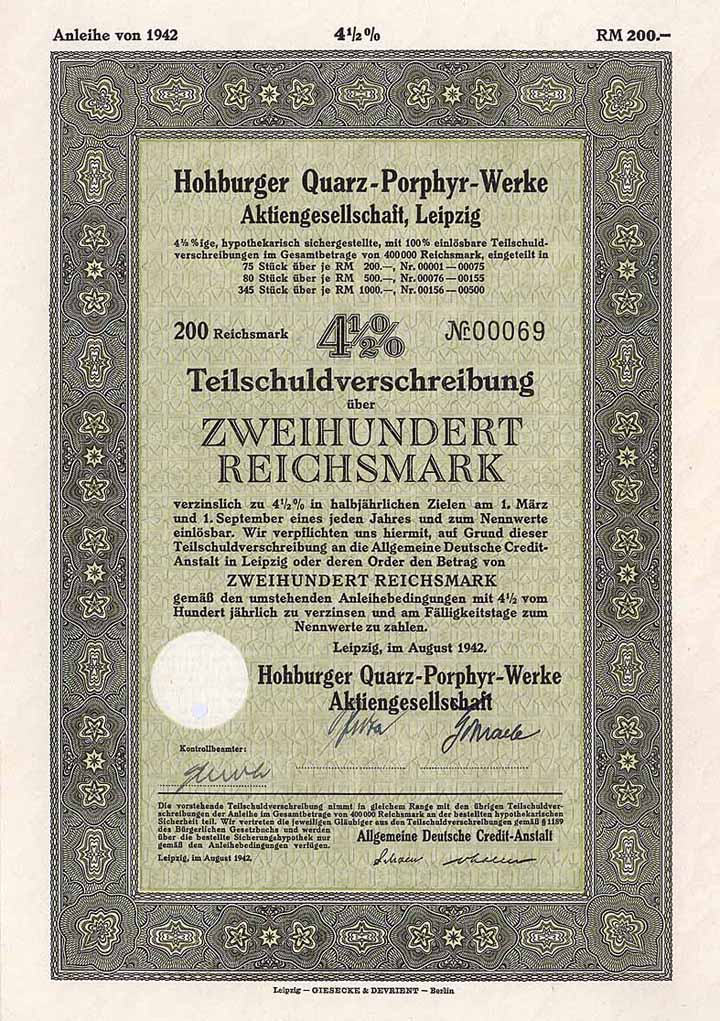 Anleihe von 1942 4½% RM 200.—
Hohburger Quarz-Porphyr-Werke
Aktiengesellschaft, Leipzig
4½%ige, hypothekarisch sichergestellte, mit 100% einlösbare Teilschuld-
verschreibungen im Gesamtbetrage von 400000 Reichsmark, eingeteilt in
75 Stück über je RM 200.—, Nr. 00001—00075
80 Stück über je RM 500.—, Nr. 00076—00155
345 Stück über je RM 1000.—, Nr. 00156—00500
200 Reichsmark 4½% № 00069
Teilschuldverschreibung
über
ZWEIHUNDERT
REICHSMARK
verzinslich zu 4½% in halbjährlichen Zielen am 1. März
und 1. September eines jeden Jahres und zum Nennwerte
einlösbar. Wir verpflichten uns hiermit, auf Grund dieser
Teilschuldverschreibung an die Allgemeine Deutsche Credit-
Anstalt in Leipzig oder deren Order den Betrag von
ZWEIHUNDERT REICHSMARK
gemäß den umstehenden Anleihebedingungen mit 4½ vom
Hundert jährlich zu verzinsen und am Fälligkeitstage zum
Nennwerte zu zahlen.
Leipzig, im August 1942.
Hohburger Quarz-Porphyr-Werke
Aktiengesellschaft
Kontrollbeamter:
Die vorstehende Teilschuldverschreibung nimmt in gleichem Range mit den übrigen Teilschuldver-
schreibungen der Anleihe im Gesamtbetrage von 400000 Reichsmark an der bestellten hypothekarischen
Sicherheit teil. Wir vertreten die jeweiligen Gläubiger aus den Teilschuldverschreibungen gemäß § 1189
des Bürgerlichen Gesetzbuchs und werden
über die bestellte Sicherungshypothek nur
gemäß den Anleihebedingungen verfügen.
Allgemeine Deutsche Credit-Anstalt
Leipzig, im August 1942.
Leipzig — GIESECKE & DEVRIENT — Berlin